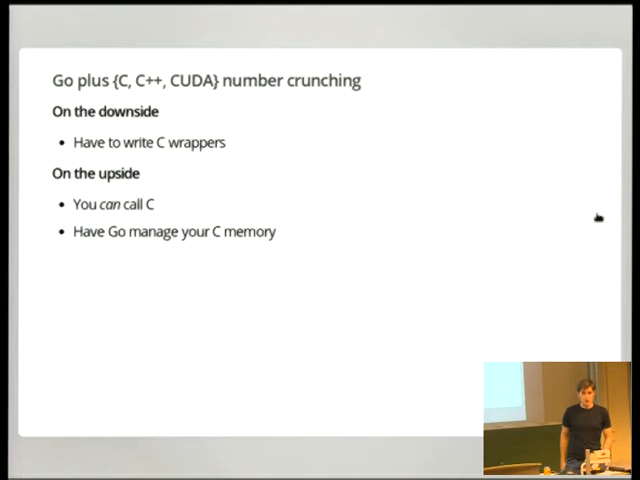 Go plus {C, C++, CUDA} number crunching
On the downside
• Have to write C wrappers
On the upside
• You can call C
• Have Go manage your C memory